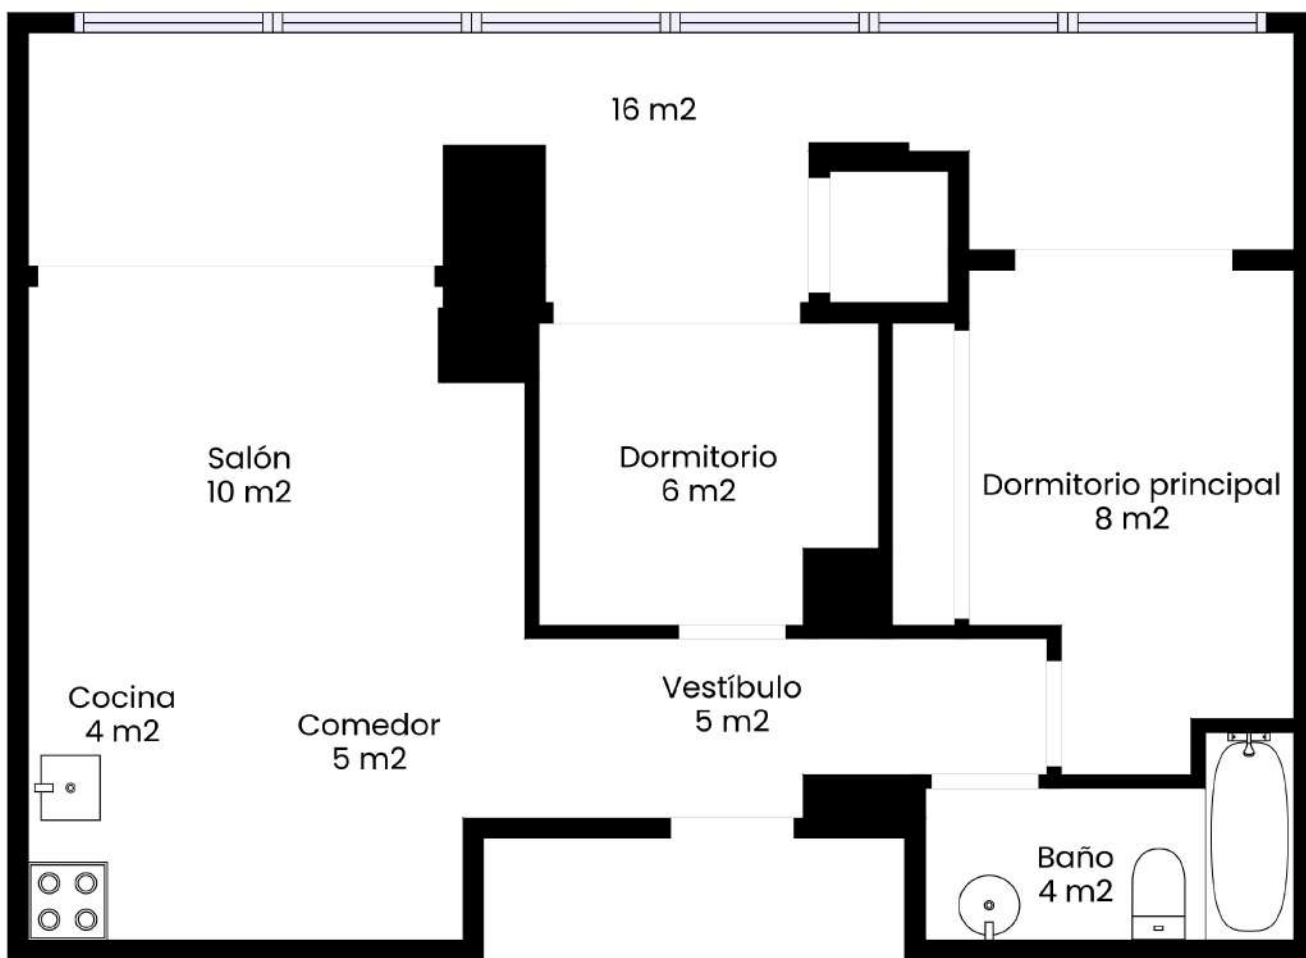 16 m2
Salón
10 m2
Dormitorio
6 m2
Dormitorio principal
8 m2
Cocina
4 m2
Comedor
5 m2
Vestíbulo
5 m2
Baño
4 m2